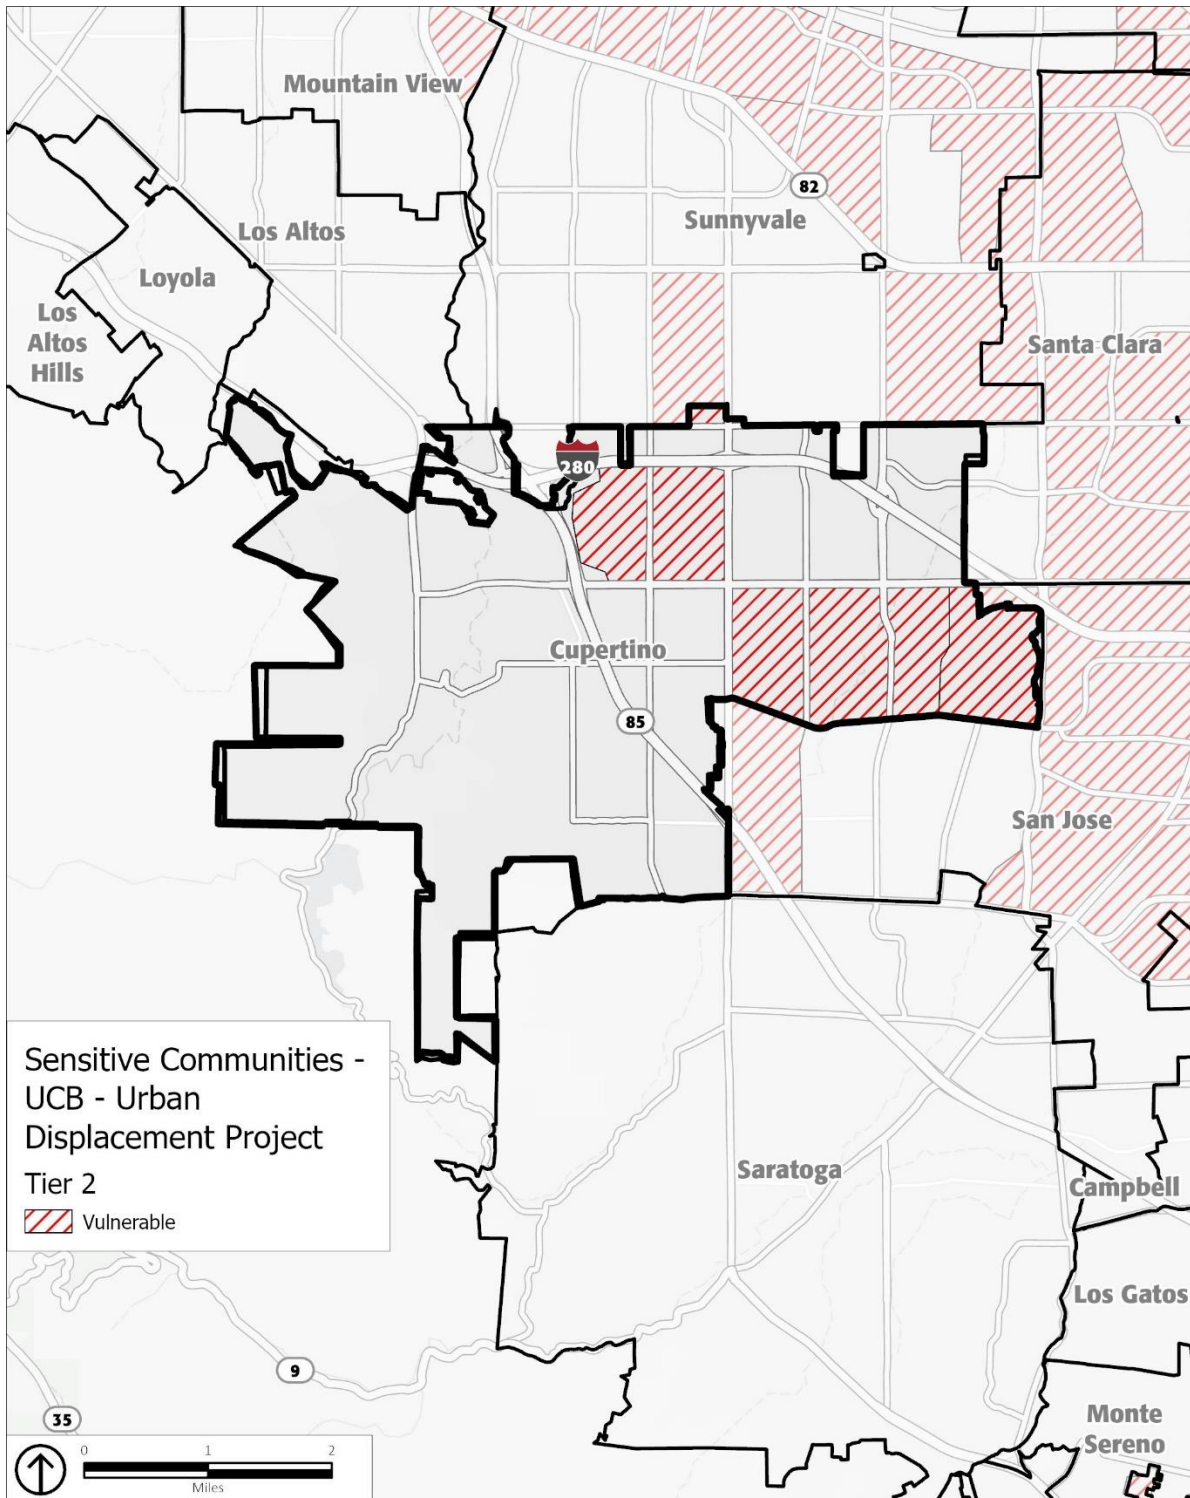 Mountain View
82
Sunnyvale
Los Altos
Loyola
Los
Altos
Hills
Santa Clara
280
Cupertino
85
San Jose
Sensitive Communities -
UCB - Urban
Displacement Project
Tier 2
Vulnerable
Saratoga
Campbell
Los Gatos
9
35
Monte
Sereno
0 1 2
Miles